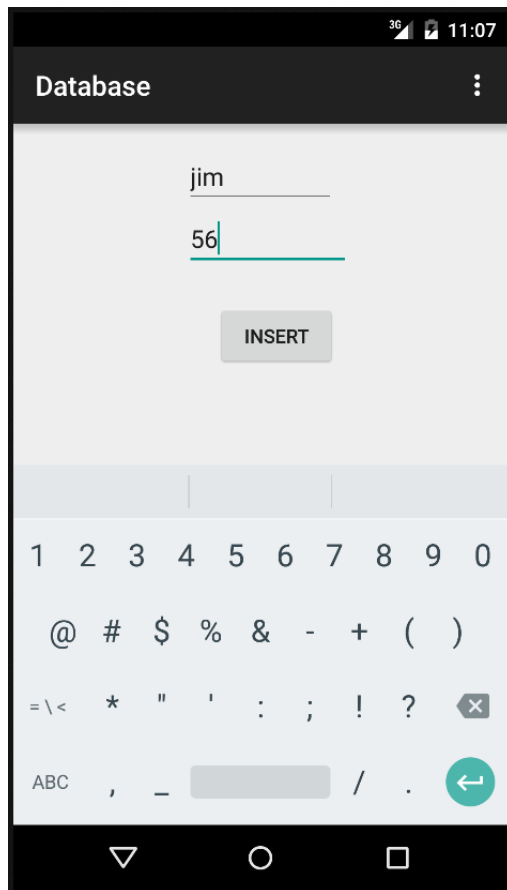 3G 11:07
Database
jim
56
INSERT
1 2 3 4 5 6 7 8 9 0
@ # $ % & - + ( )
= \ < * " ' : ; ! ?
ABC , _ / .